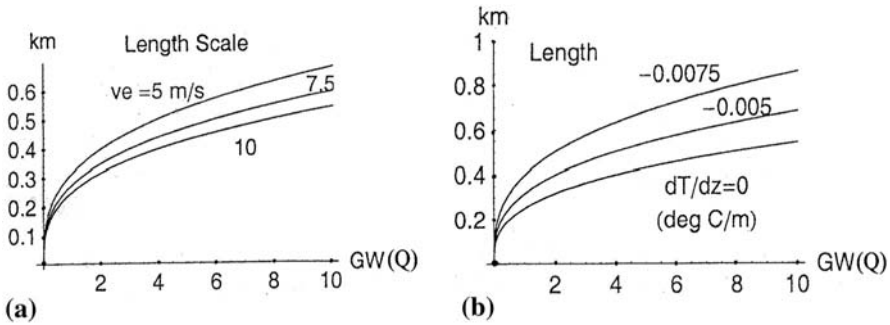 km
Length Scale
0.6
0.5
0.4
0.3
0.2
0.1
ve =5 m/s
7.5
10
2 4 6 8 10 GW(Q)
(a)
km
Length
1
0.8
0.6
0.4
0.2
-0.0075
-0.005
dT/dz=0
(deg C/m)
2 4 6 8 10 GW(Q)
(b)